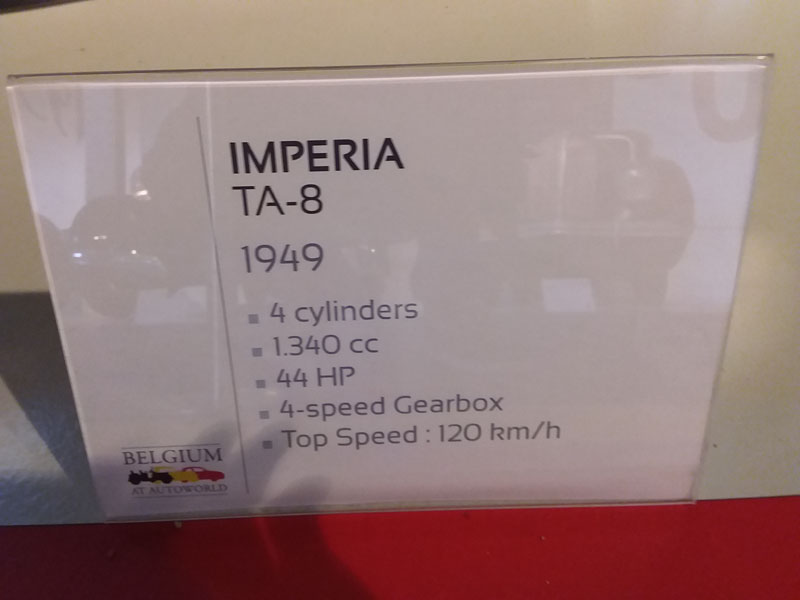 IMPERIA
TA-8
1949
▪ 4 cylinders
▪ 1.340 cc
▪ 44 HP
▪ 4-speed Gearbox
▪ Top Speed : 120 km/h
BELGIUM
AT AUTOWORLD